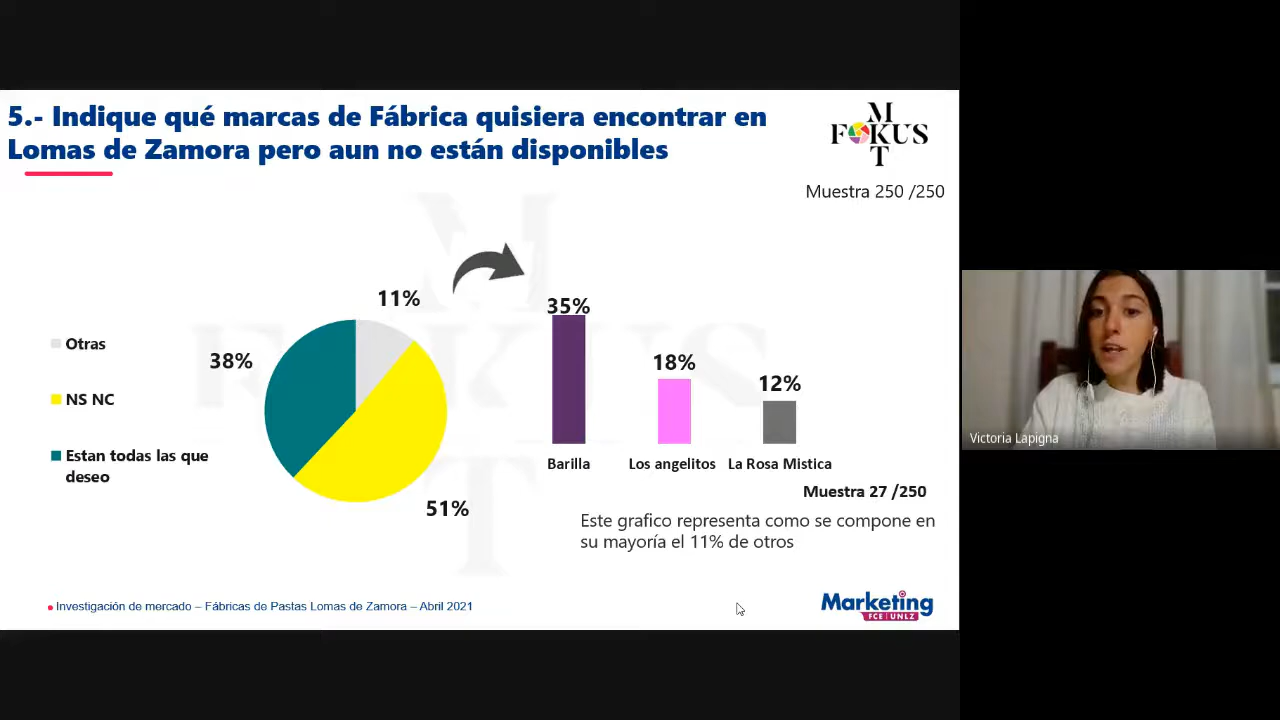 5.- Indique qué marcas de Fábrica quisiera encontrar en
Lomas de Zamora pero aun no están disponibles
M
FOKUS
T
Muestra 250 /250
11%
38%
51%
Otras
NS NC
Estan todas las que
deseo
35%
18%
12%
Barilla
Los angelitos
La Rosa Mistica
Muestra 27 /250
Este grafico representa como se compone en
su mayoría el 11% de otros
Investigación de mercado – Fábricas de Pastas Lomas de Zamora – Abril 2021
Marketing
FCE | UNLZ
Victoria Lapigna